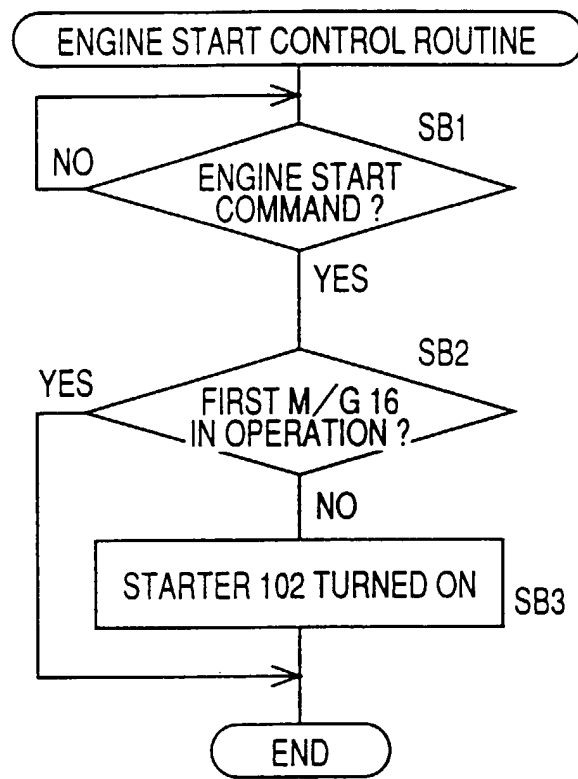 ENGINE START CONTROL ROUTINE
SB1
NO
ENGINE START
COMMAND ?
YES
SB2
YES
FIRST M/G 16
IN OPERATION ?
NO
STARTER 102 TURNED ON
SB3
END